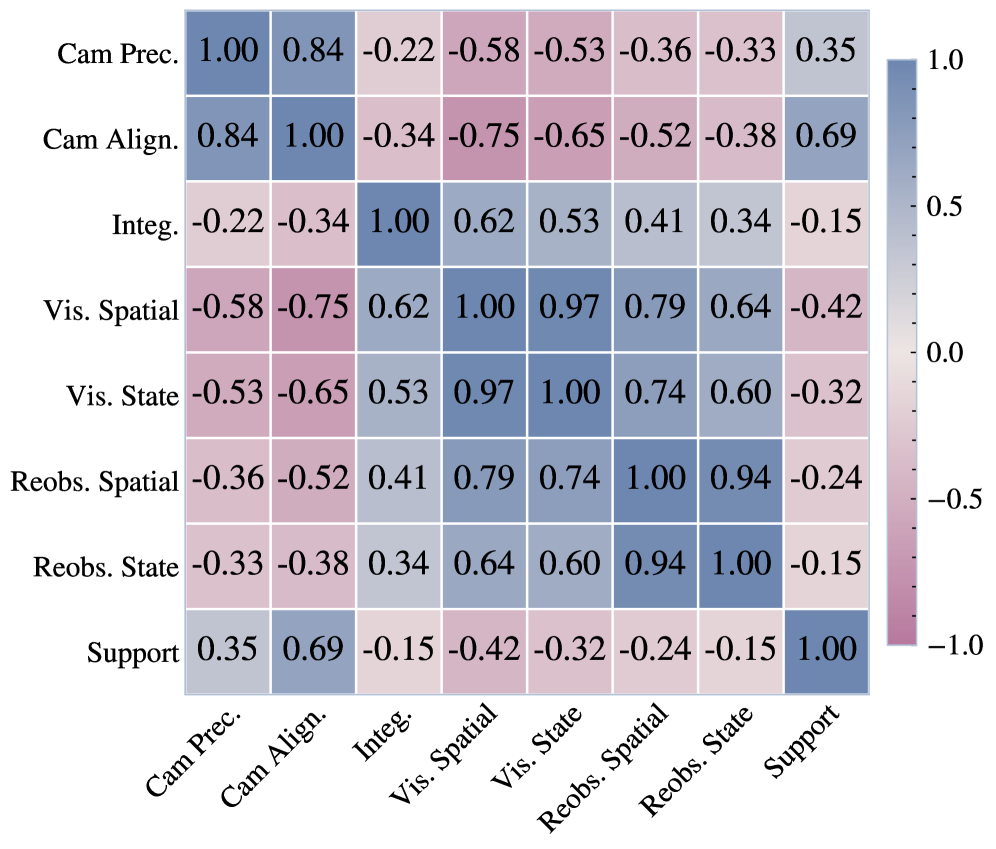 Cam Prec. 1.00 0.84 -0.22 -0.58 -0.53 -0.36 -0.33 0.35
Cam Align. 0.84 1.00 -0.34 -0.75 -0.65 -0.52 -0.38 0.69
Integ. -0.22 -0.34 1.00 0.62 0.53 0.41 0.34 -0.15
Vis. Spatial -0.58 -0.75 0.62 1.00 0.97 0.79 0.64 -0.42
Vis. State -0.53 -0.65 0.53 0.97 1.00 0.74 0.60 -0.32
Reobs. Spatial -0.36 -0.52 0.41 0.79 0.74 1.00 0.94 -0.24
Reobs. State -0.33 -0.38 0.34 0.64 0.60 0.94 1.00 -0.15
Support 0.35 0.69 -0.15 -0.42 -0.32 -0.24 -0.15 1.00
Cam Prec. Cam Align. Integ. Vis. Spatial Vis. State Reobs. Spatial Reobs. State Support
1.0
0.5
0.0
−0.5
−1.0